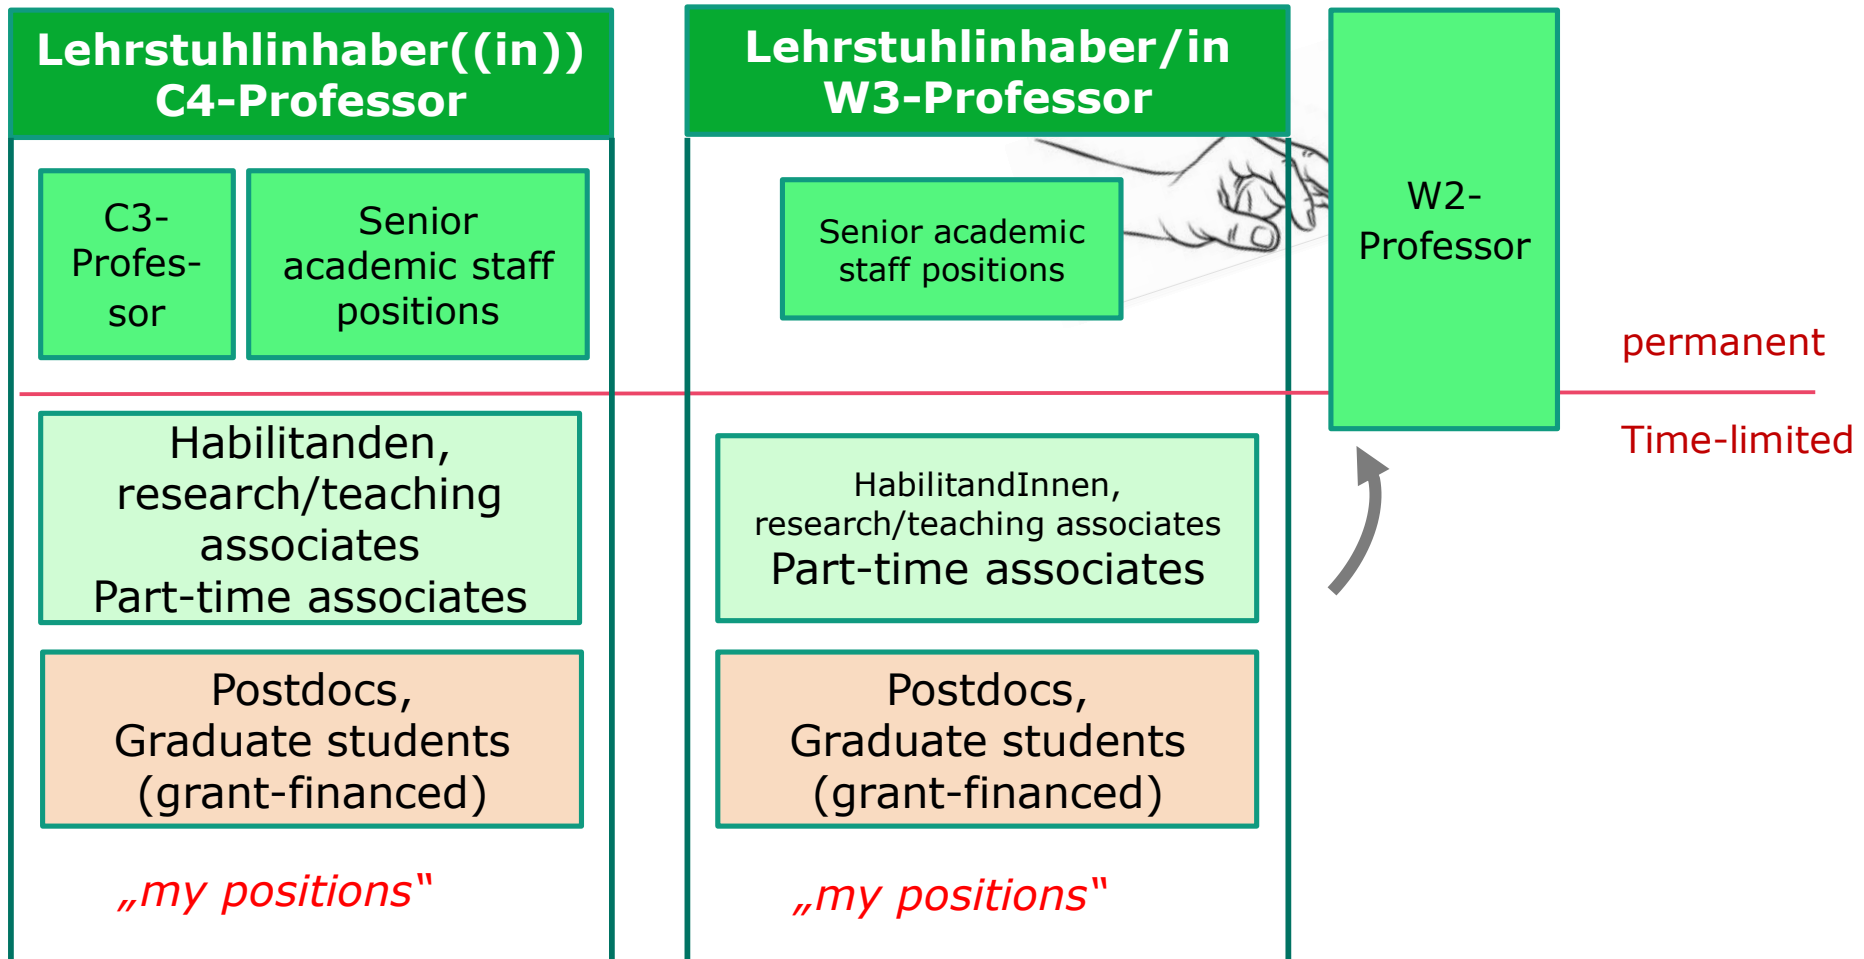 Lehrstuhlinhaber((in))
C4-Professor
C3-
Profes-
sor
Senior
academic staff
positions
Habilitanden,
research/teaching
associates
Part-time associates
Postdocs,
Graduate students
(grant-financed)
„my positions“
Lehrstuhlinhaber/in
W3-Professor
Senior academic
staff positions
HabilitandInnen,
research/teaching associates
Part-time associates
Postdocs,
Graduate students
(grant-financed)
„my positions“
W2-
Professor
permanent
Time-limited